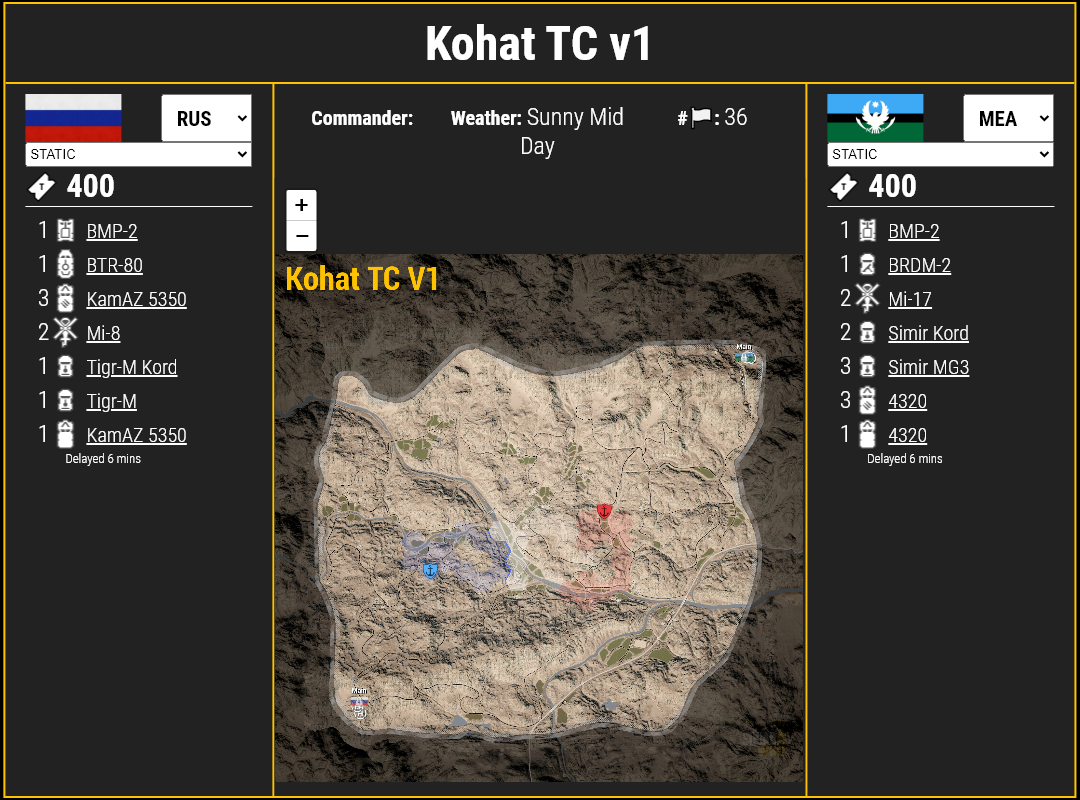 Kohat TC v1
RUS
STATIC
400
1 BMP-2
1 BTR-80
3 KamAZ 5350
2 Mi-8
1 Tigr-M Kord
1 Tigr-M
1 KamAZ 5350
Delayed 6 mins
Commander:
Weather: Sunny Mid
Day
#: 36
+
−
Kohat TC V1
Main
Main
MEA
STATIC
400
1 BMP-2
1 BRDM-2
2 Mi-17
2 Simir Kord
3 Simir MG3
3 4320
1 4320
Delayed 6 mins